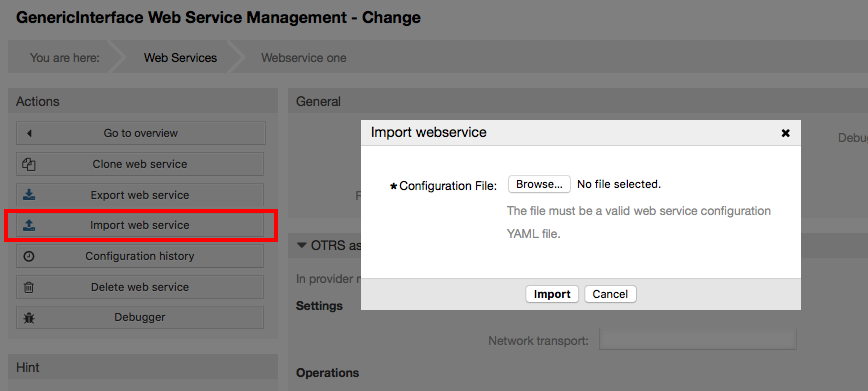 GenericInterface Web Service Management - Change
You are here: Web Services Webservice one
Actions
Go to overview
Clone web service
Export web service
Import web service
Configuration history
Delete web service
Debugger
Hint
General
Debug
Import webservice
* Configuration File: Browse... No file selected.
The file must be a valid web service configuration
YAML file.
Import Cancel
OTRS as
In provider
Settings
Network transport:
Operations